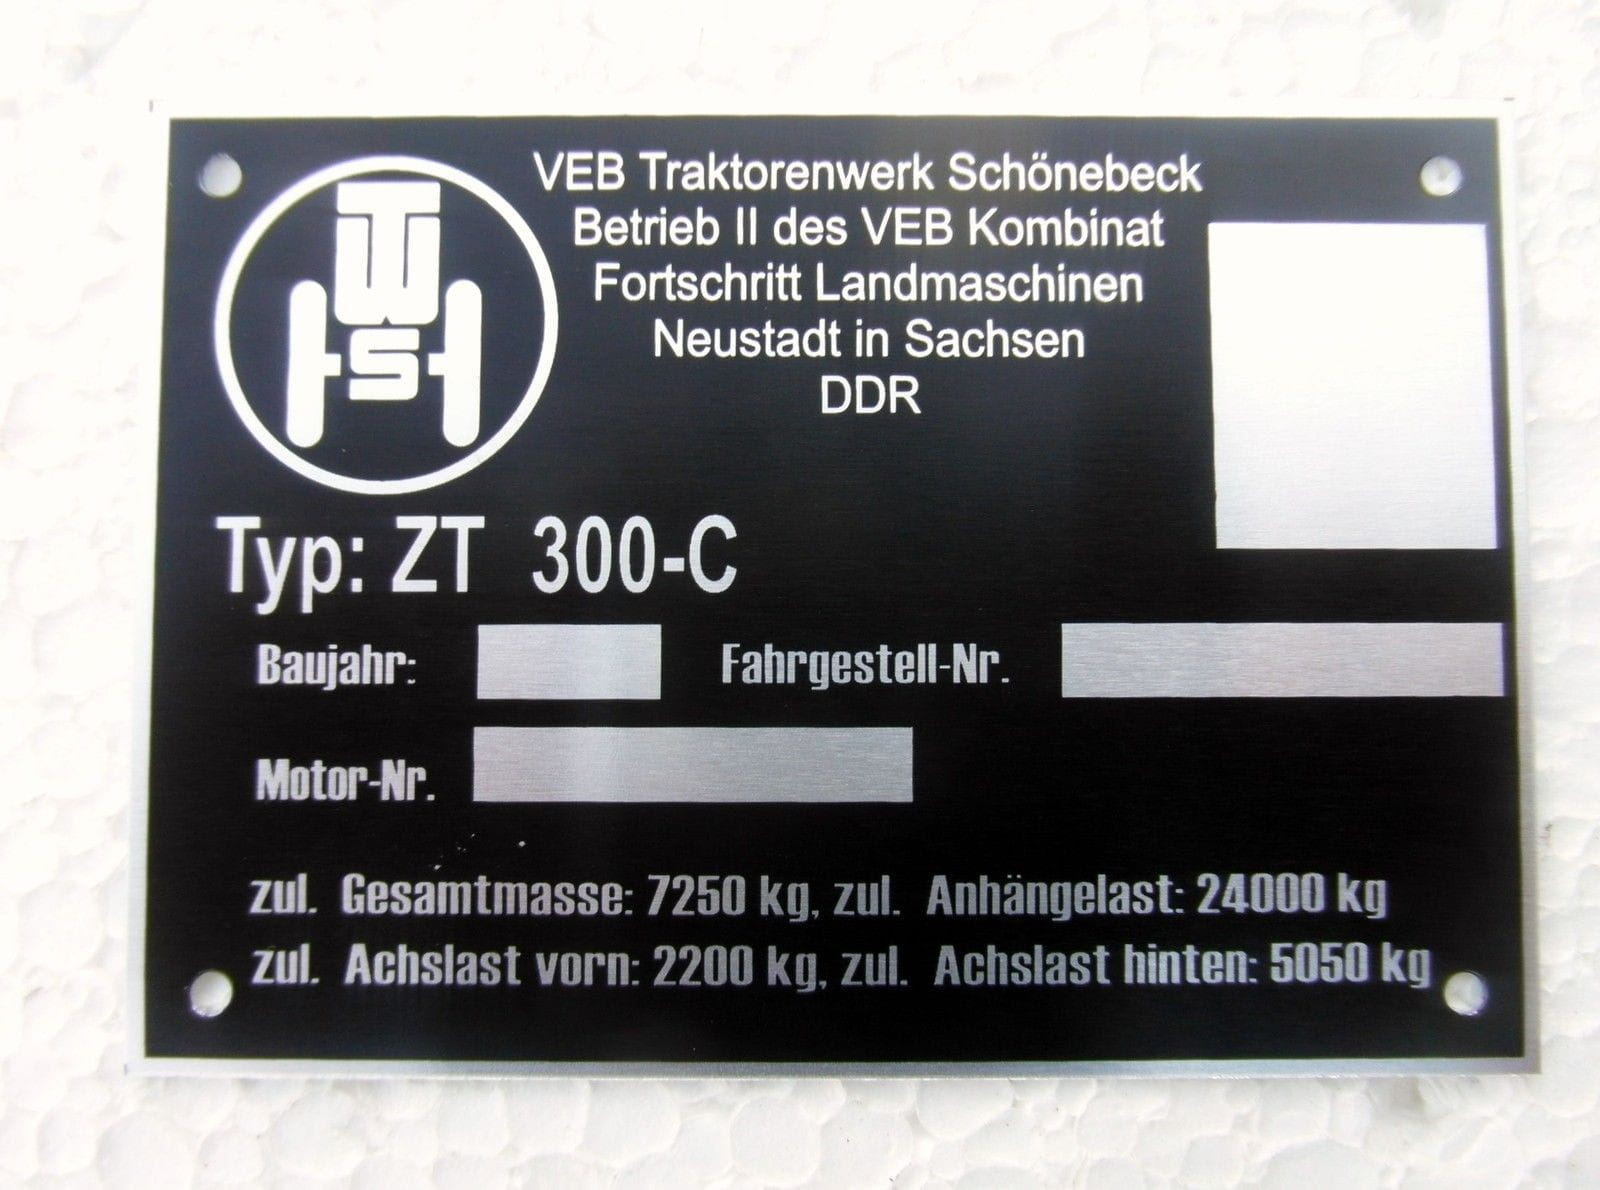 VEB Traktorenwerk Schönebeck
Betrieb II des VEB Kombinat
Fortschritt Landmaschinen
Neustadt in Sachsen
DDR
TWS
Typ: ZT 300-C
Baujahr: Fahrgestell-Nr.
Motor-Nr.
zul. Gesamtmasse: 7250 kg, zul. Anhängelast: 24000 kg
zul. Achslast vorn: 2200 kg, zul. Achslast hinten: 5050 kg